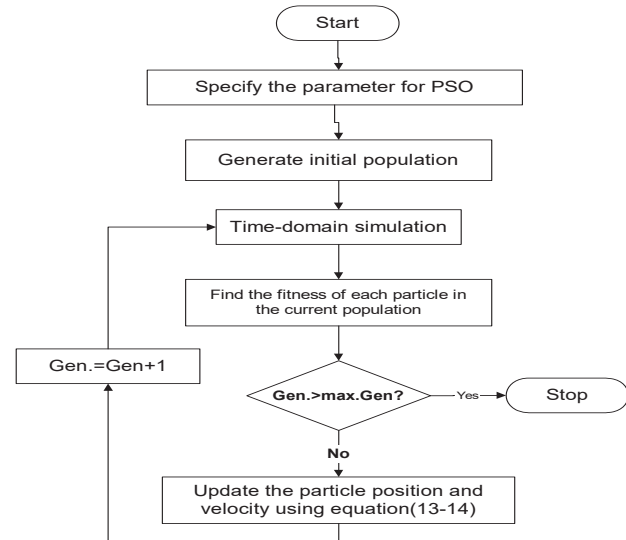 Start
Specify the parameter for PSO
Generate initial population
Time-domain simulation
Find the fitness of each particle in
the current population
Gen.=Gen+1
Gen.>max.Gen?
Yes
Stop
No
Update the particle position and
velocity using equation(13-14)